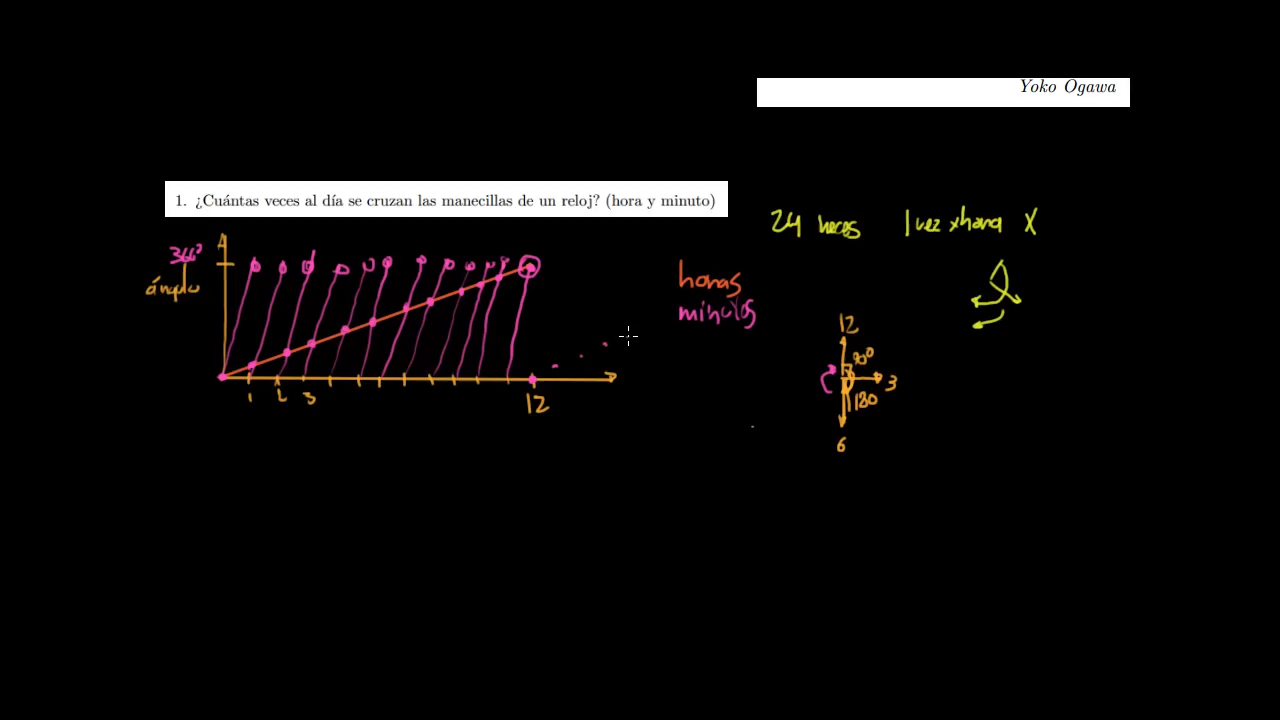 Yoko Ogawa
1. ¿Cuántas veces al día se cruzan las manecillas de un reloj? (hora y minuto)
24 veces 1 vez xhora X
360°
ángulo
horas
minutos
12
90°
3
180
6
1 2 3 12